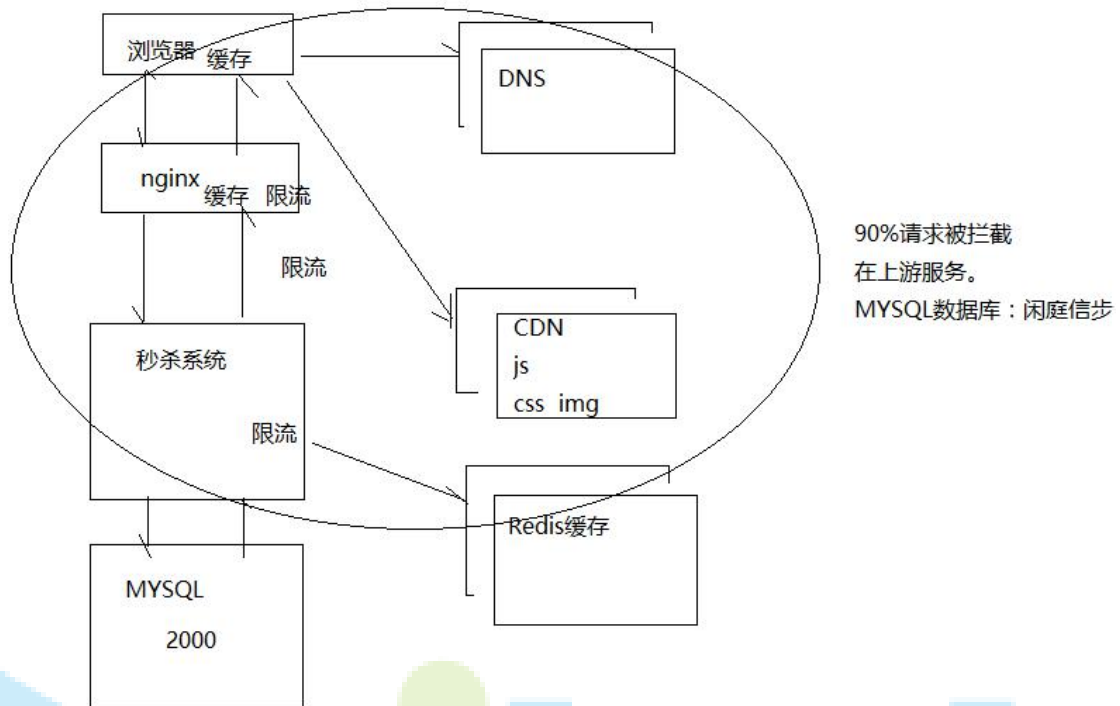 浏览器 缓存
DNS
nginx 缓存 限流
限流
90%请求被拦截
在上游服务。
MYSQL数据库：闲庭信步
秒杀系统
限流
CDN
js
css img
Redis缓存
MYSQL
2000